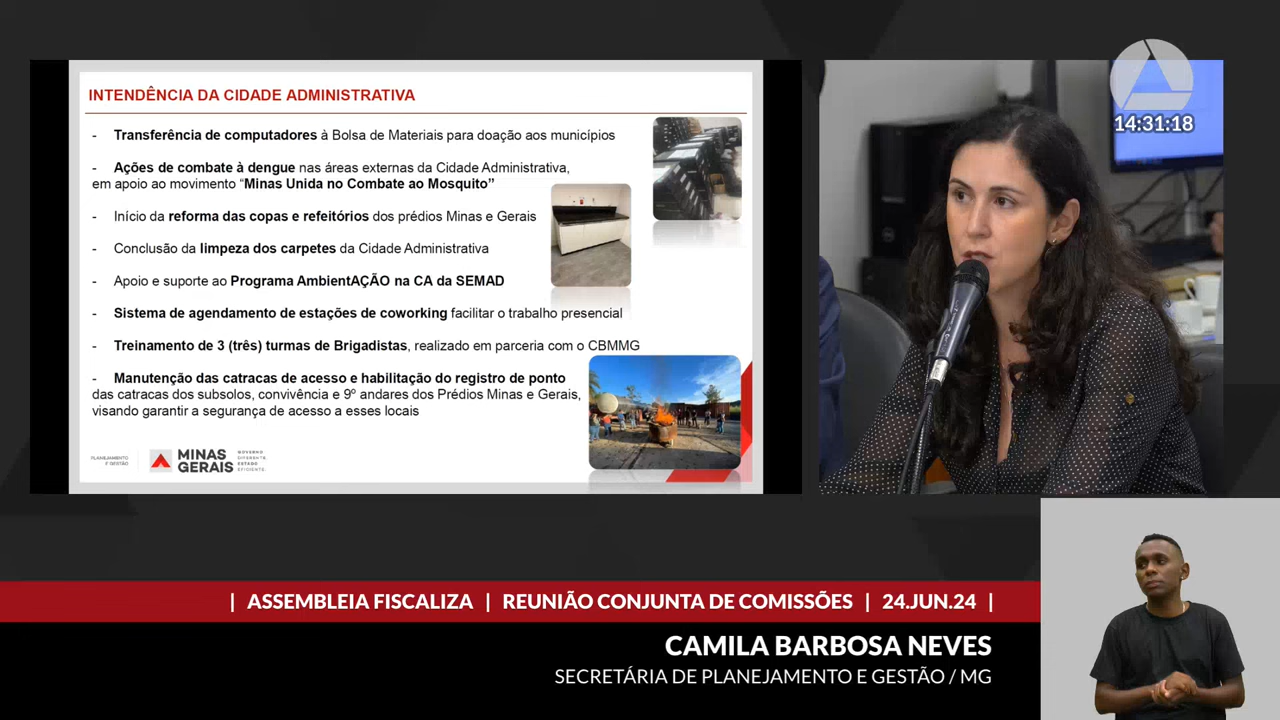 INTENDÊNCIA DA CIDADE ADMINISTRATIVA
- Transferência de computadores à Bolsa de Materiais para doação aos municípios
- Ações de combate à dengue nas áreas externas da Cidade Administrativa,
em apoio ao movimento “Minas Unida no Combate ao Mosquito”
- Início da reforma das copas e refeitórios dos prédios Minas e Gerais
- Conclusão da limpeza dos carpetes da Cidade Administrativa
- Apoio e suporte ao Programa AmbientAÇÃO na CA da SEMAD
- Sistema de agendamento de estações de coworking facilitar o trabalho presencial
- Treinamento de 3 (três) turmas de Brigadistas, realizado em parceria com o CBMMG
- Manutenção das catracas de acesso e habilitação do registro de ponto
das catracas dos subsolos, convivência e 9º andares dos Prédios Minas e Gerais,
visando garantir a segurança de acesso a esses locais
PLANEJAMENTO
E GESTÃO
MINAS
GERAIS
GOVERNO
DIFERENTE.
ESTADO
EFICIENTE.
14:31:18
| ASSEMBLEIA FISCALIZA | REUNIÃO CONJUNTA DE COMISSÕES | 24.JUN.24 |
CAMILA BARBOSA NEVES
SECRETÁRIA DE PLANEJAMENTO E GESTÃO / MG